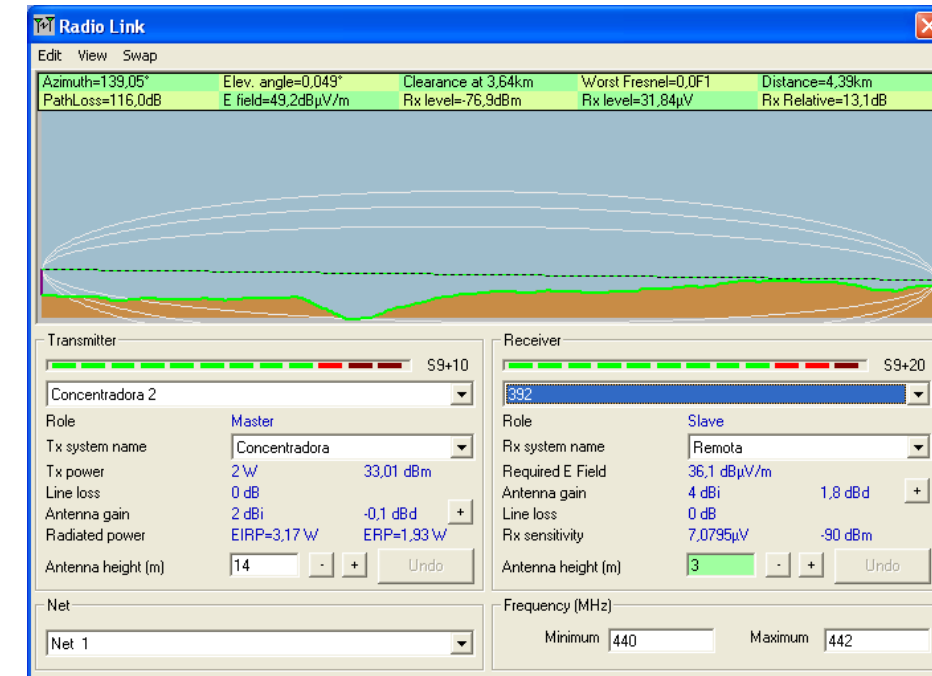 Radio Link
Edit View Swap
Azimuth=139,05° Elev. angle=0,049° Clearance at 3,64km Worst Fresnel=0,0F1 Distance=4,39km
PathLoss=116,0dB E field=49,2dBµV/m Rx level=-76,9dBm Rx level=31,84µV Rx Relative=13,1dB
Transmitter
S9+10
Concentradora 2
Role Master
Tx system name Concentradora
Tx power 2 W 33,01 dBm
Line loss 0 dB
Antenna gain 2 dBi -0,1 dBd +
Radiated power EIRP=3,17 W ERP=1,93 W
Antenna height (m) 14 - + Undo
Net
Net 1
Receiver
S9+20
392
Role Slave
Rx system name Remota
Required E Field 36,1 dBµV/m
Antenna gain 4 dBi 1,8 dBd +
Line loss 0 dB
Rx sensitivity 7,0795µV -90 dBm
Antenna height (m) 3 - + Undo
Frequency (MHz)
Minimum 440 Maximum 442